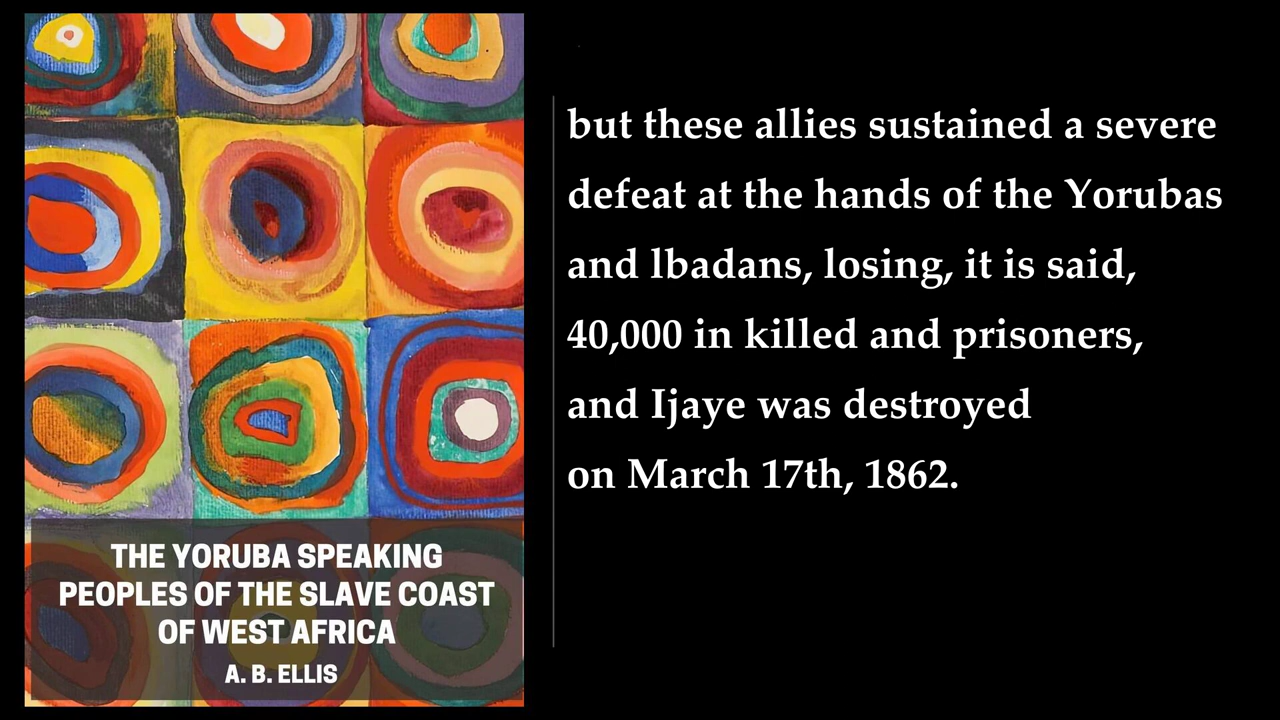 but these allies sustained a severe
defeat at the hands of the Yorubas
and lbadans, losing, it is said,
40,000 in killed and prisoners,
and Ijaye was destroyed
on March 17th, 1862.
THE YORUBA SPEAKING
PEOPLES OF THE SLAVE COAST
OF WEST AFRICA
A. B. ELLIS